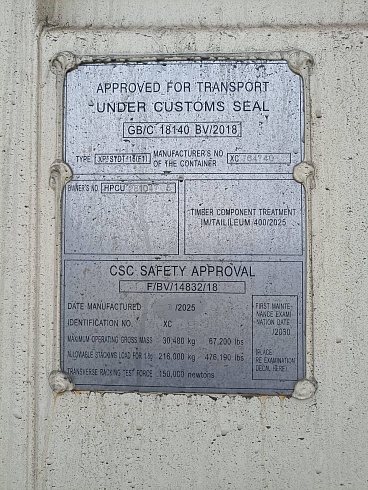 APPROVED FOR TRANSPORT
UNDER CUSTOMS SEAL
GB/C 18140 BV/2018
TYPE
MANUFACTURER'S NO
OF THE CONTAINER
XC
OWNER'S NO HPCU
TIMBER COMPONENT TREATMENT
IM/TAILILEUM 400/2025
CSC SAFETY APPROVAL
F/BV/14832/18
DATE MANUFACTURED /2025
IDENTIFICATION NO. XC
MAXIMUM OPERATING GROSS MASS 30,480 kg 67,200 lbs
ALLOWABLE STACKING LOAD FOR 1.8g 216,000 kg 476,190 lbs
TRANSVERSE RACKING TEST FORCE 150,000 newtons
FIRST MAINTE-
NANCE EXAMI
NATION DATE
/2030
(PLACE
RE EXAMINATION
DECAL HERE)